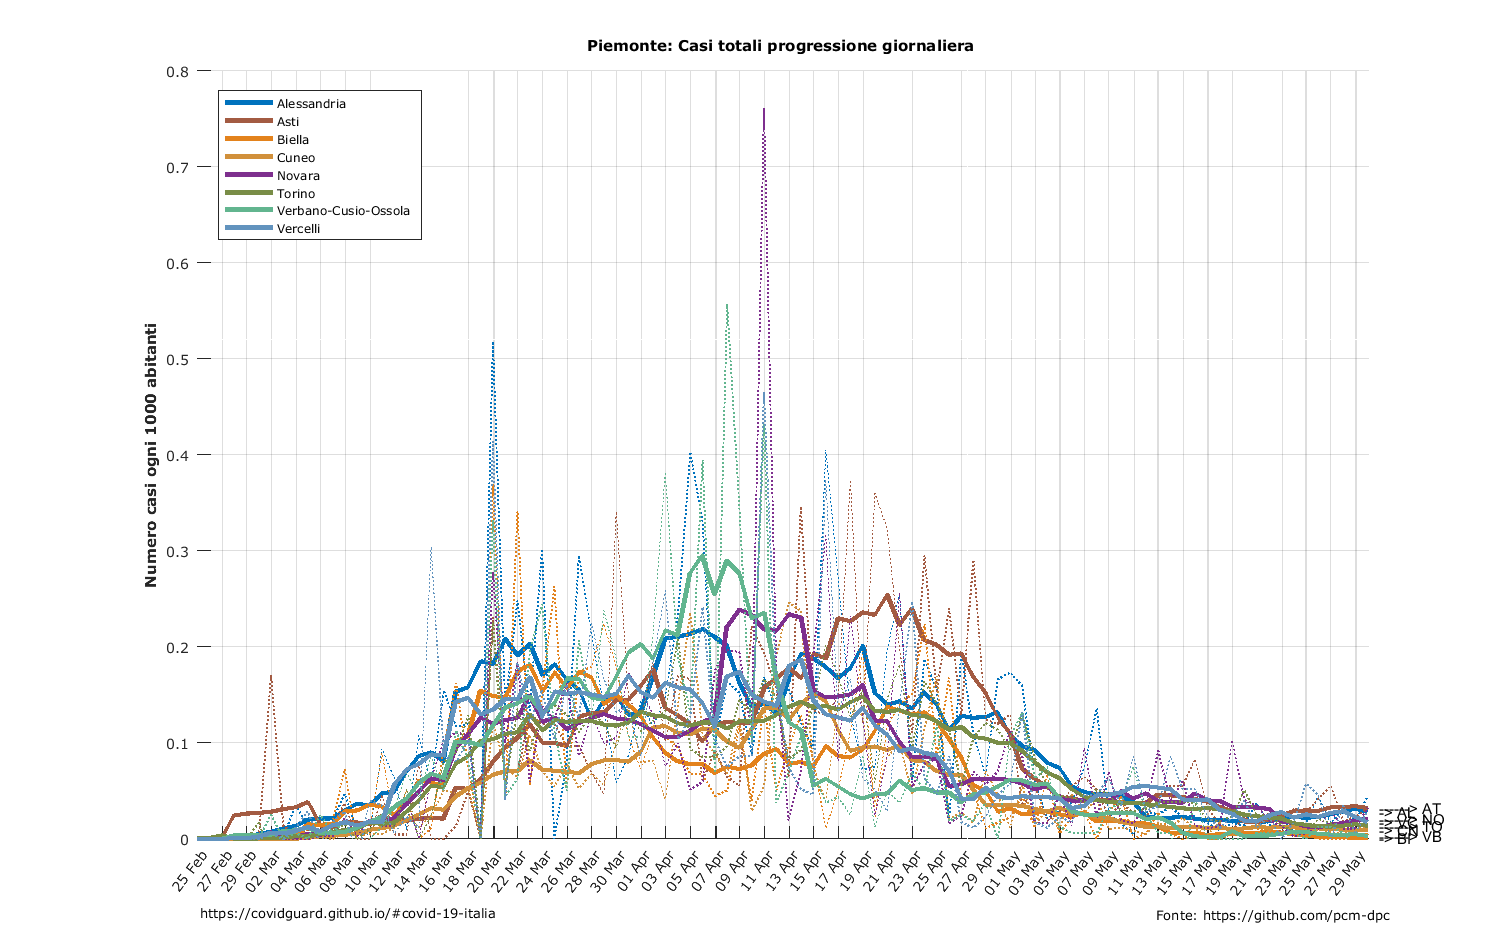 Piemonte: Casi totali progressione giornaliera
0.8
0.7
0.6
0.5
0.4
0.3
0.2
0.1
0
Numero casi ogni 1000 abitanti
Alessandria
Asti
Biella
Cuneo
Novara
Torino
Verbano-Cusio-Ossola
Vercelli
AT
NO
TO
VB
25 Feb
27 Feb
29 Feb
02 Mar
04 Mar
06 Mar
08 Mar
10 Mar
12 Mar
14 Mar
16 Mar
18 Mar
20 Mar
22 Mar
24 Mar
26 Mar
28 Mar
30 Mar
01 Apr
03 Apr
05 Apr
07 Apr
09 Apr
11 Apr
13 Apr
15 Apr
17 Apr
19 Apr
21 Apr
23 Apr
25 Apr
27 Apr
29 Apr
01 May
03 May
05 May
07 May
09 May
11 May
13 May
15 May
17 May
19 May
21 May
23 May
25 May
27 May
29 May
https://covidguard.github.io/#covid-19-italia
Fonte: https://github.com/pcm-dpc